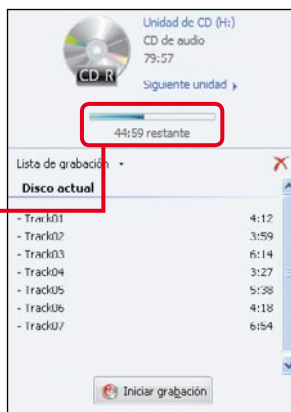 Unidad de CD (H:)
CD de audio
79:57
Siguiente unidad
CD-R
44:59 restante
Lista de grabación
Disco actual
- Track01 4:12
- Track02 3:59
- Track03 6:14
- Track04 3:27
- Track05 5:38
- Track06 4:18
- Track07 6:54
Iniciar grabación